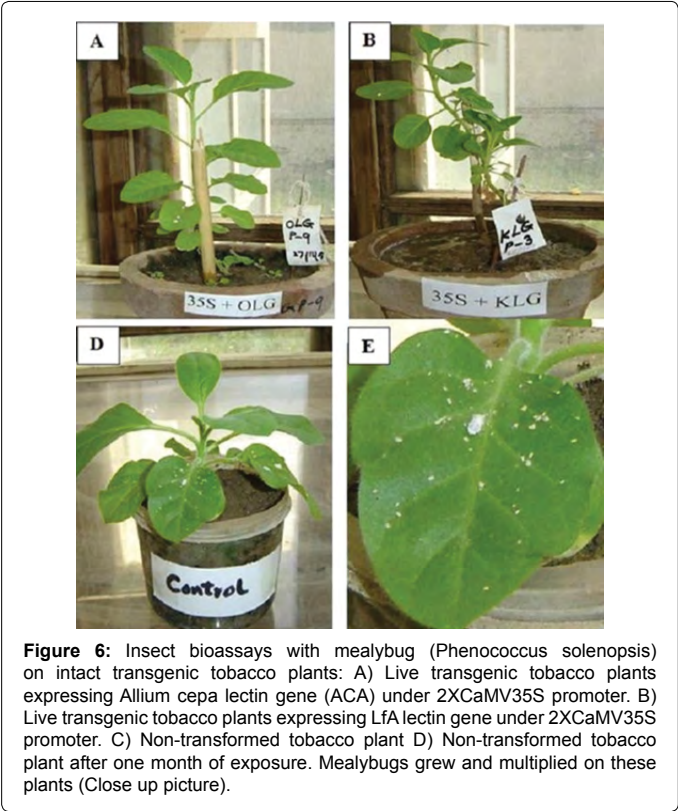 A
B
OLG
P-9
KLG
P-3
35S + OLG
P-9
35S + KLG
D
E
Control
Figure 6: Insect bioassays with mealybug (Phenococcus solenopsis)
on intact transgenic tobacco plants: A) Live transgenic tobacco plants
expressing Allium cepa lectin gene (ACA) under 2XCaMV35S promoter. B)
Live transgenic tobacco plants expressing LfA lectin gene under 2XCaMV35S
promoter. C) Non-transformed tobacco plant D) Non-transformed tobacco
plant after one month of exposure. Mealybugs grew and multiplied on these
plants (Close up picture).